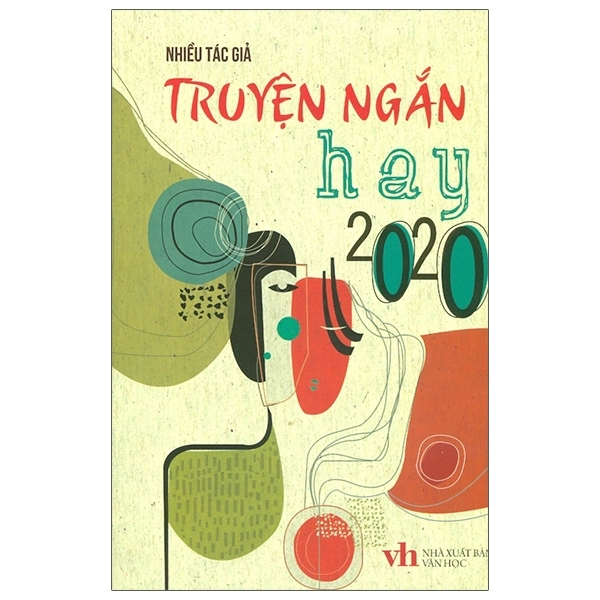 NHIỀU TÁC GIẢ
TRUYỆN NGẮN
hay
2020
vh NHÀ XUẤT BẢN
VĂN HỌC